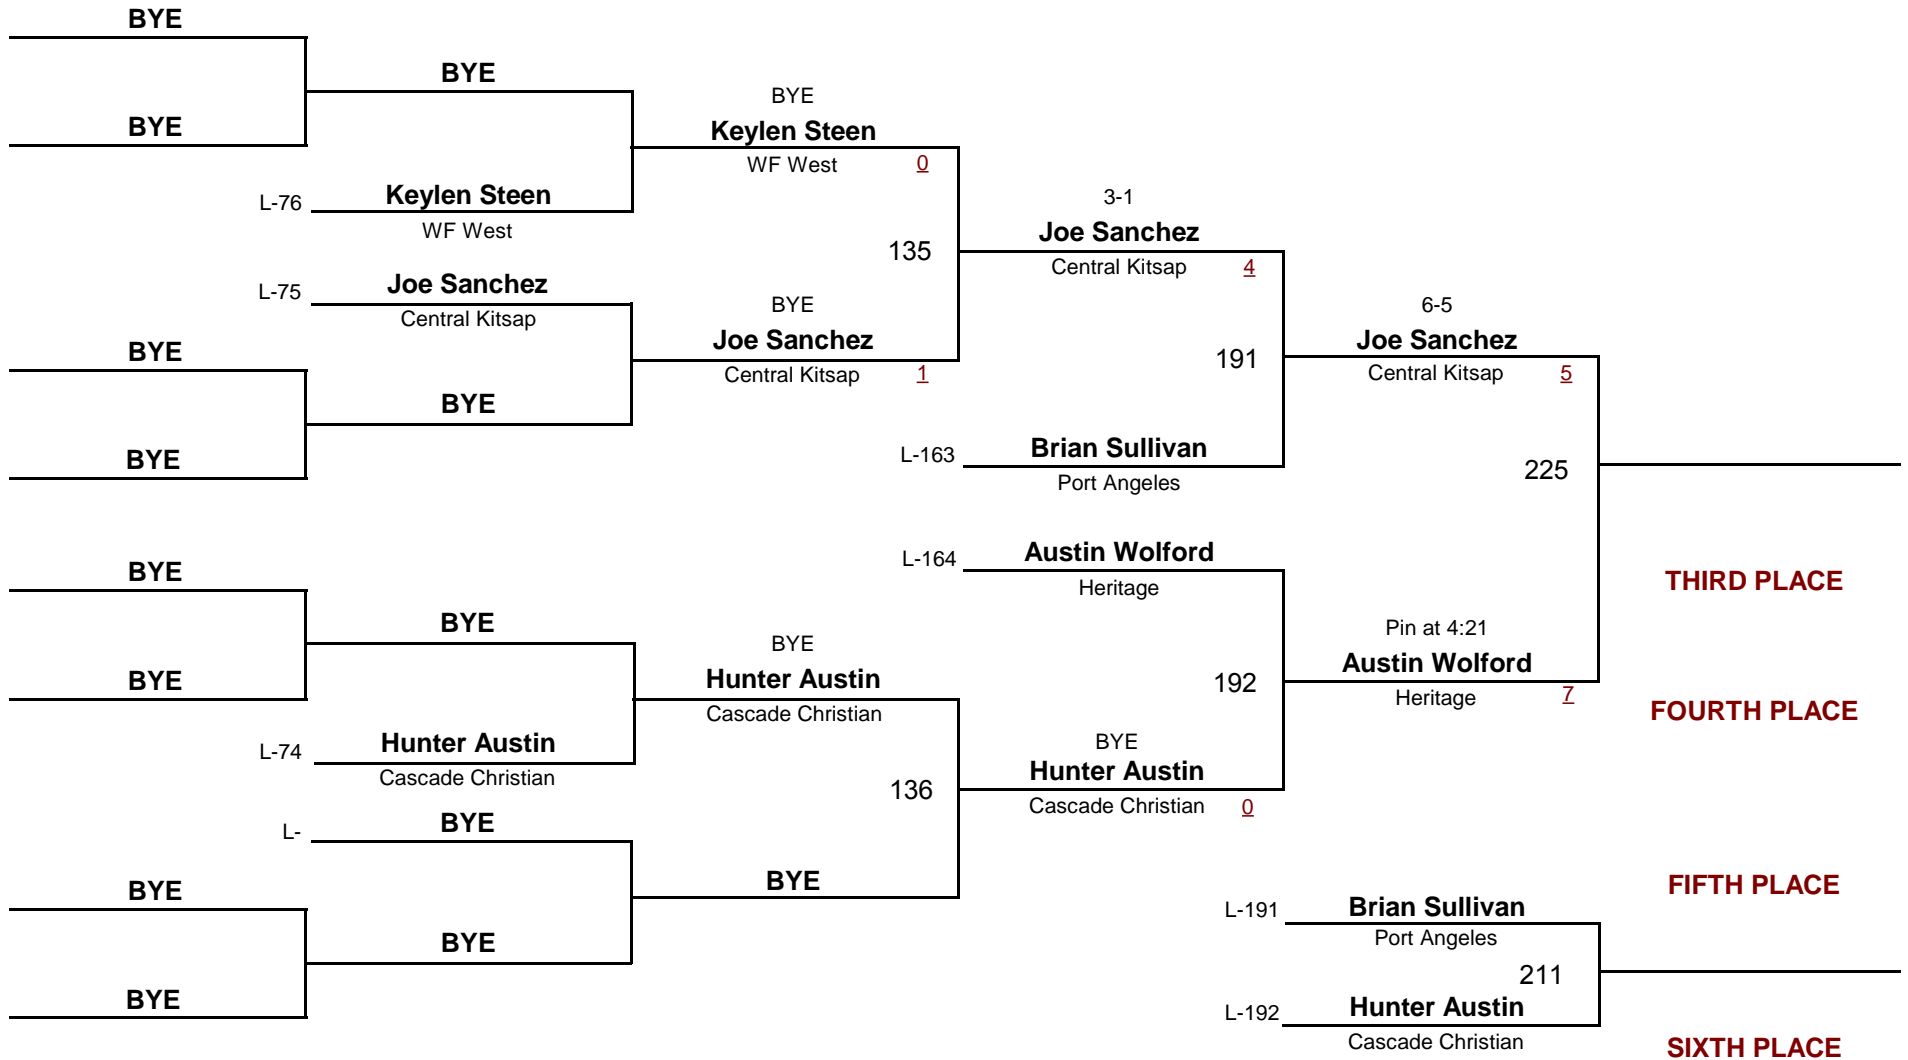 BYE
BYE
BYE
Keylen Steen
BYE
WF West
0
L-76
Keylen Steen
WF West
3-1
Joe Sanchez
135
Central Kitsap
4
L-75
Joe Sanchez
Central Kitsap
BYE
Joe Sanchez
6-5
Joe Sanchez
BYE
Central Kitsap
1
191
Central Kitsap
5
BYE
BYE
L-163
Brian Sullivan
Port Angeles
225
L-164
Austin Wolford
Heritage
BYE
THIRD PLACE
BYE
BYE
Hunter Austin
Cascade Christian
Pin at 4:21
Austin Wolford
Heritage
7
BYE
192
FOURTH PLACE
L-74
Hunter Austin
Cascade Christian
BYE
Hunter Austin
Cascade Christian
0
136
L-
BYE
BYE
BYE
FIFTH PLACE
L-191
Brian Sullivan
Port Angeles
BYE
211
BYE
L-192
Hunter Austin
Cascade Christian
SIXTH PLACE